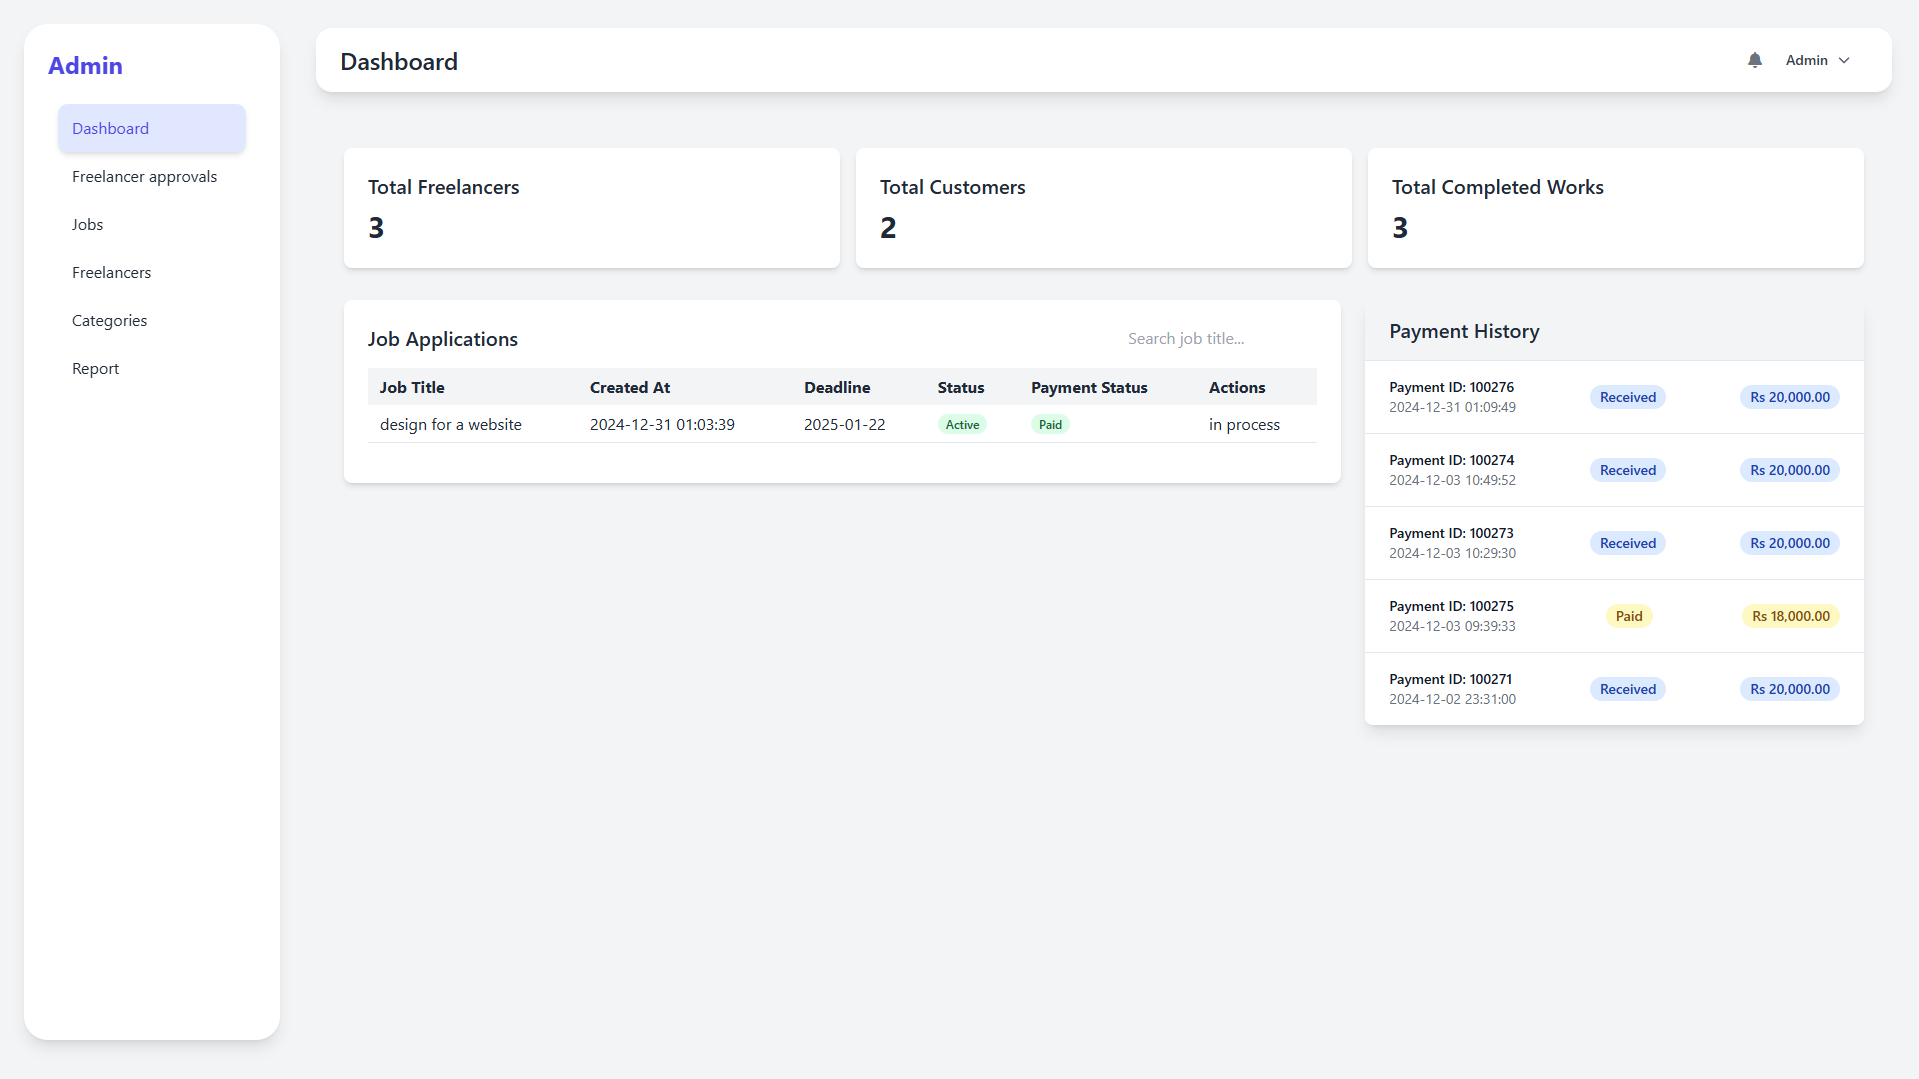 Admin
Dashboard
Freelancer approvals
Jobs
Freelancers
Categories
Report
Dashboard
Admin
Total Freelancers
3
Total Customers
2
Total Completed Works
3
Job Applications
Search job title...
Job Title Created At Deadline Status Payment Status Actions
design for a website 2024-12-31 01:03:39 2025-01-22 Active Paid in process
Payment History
Payment ID: 100276
2024-12-31 01:09:49
Received
Rs 20,000.00
Payment ID: 100274
2024-12-03 10:49:52
Received
Rs 20,000.00
Payment ID: 100273
2024-12-03 10:29:30
Received
Rs 20,000.00
Payment ID: 100275
2024-12-03 09:39:33
Paid
Rs 18,000.00
Payment ID: 100271
2024-12-02 23:31:00
Received
Rs 20,000.00